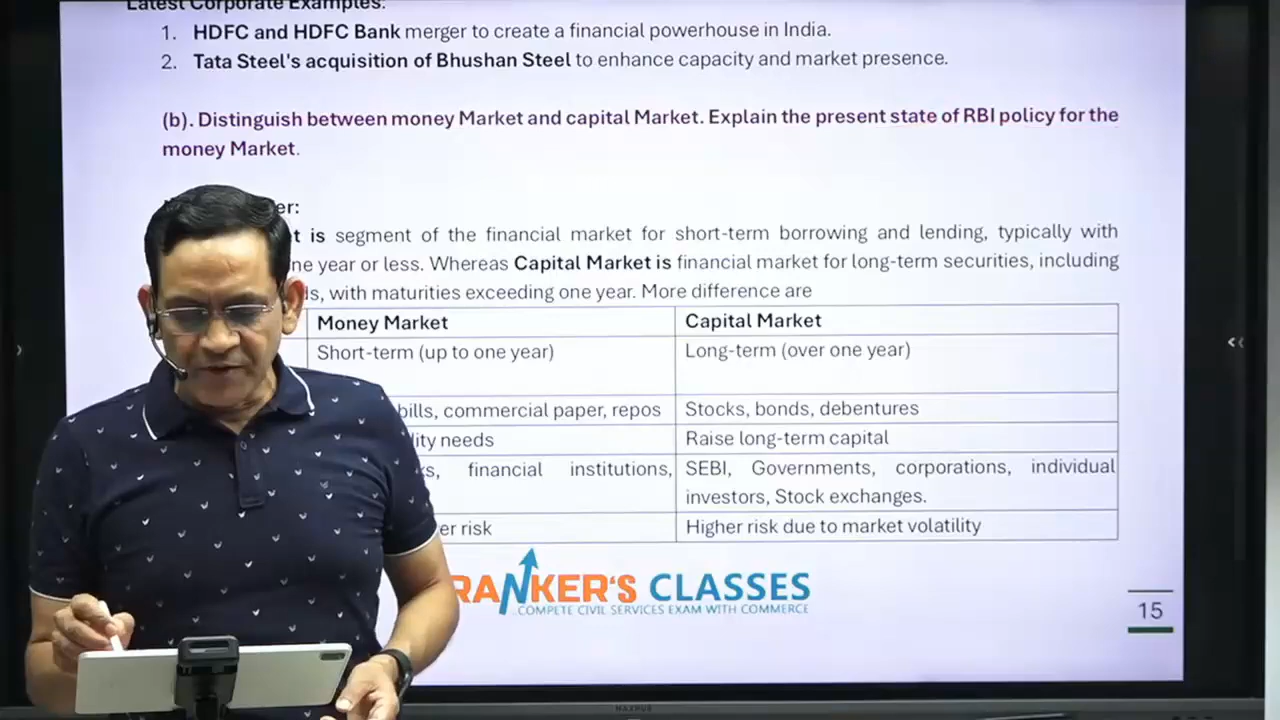 Latest Corporate Examples:
1. HDFC and HDFC Bank merger to create a financial powerhouse in India.
2. Tata Steel's acquisition of Bhushan Steel to enhance capacity and market presence.
(b). Distinguish between money Market and capital Market. Explain the present state of RBI policy for the
money Market.
er:
t is segment of the financial market for short-term borrowing and lending, typically with
ne year or less. Whereas Capital Market is financial market for long-term securities, including
s, with maturities exceeding one year. More difference are
Money Market Capital Market
Short-term (up to one year) Long-term (over one year)
bills, commercial paper, repos Stocks, bonds, debentures
lity needs Raise long-term capital
s, financial institutions, SEBI, Governments, corporations, individual
investors, Stock exchanges.
er risk Higher risk due to market volatility
RANKER'S CLASSES
..COMPETE CIVIL SERVICES EXAM WITH COMMERCE
15